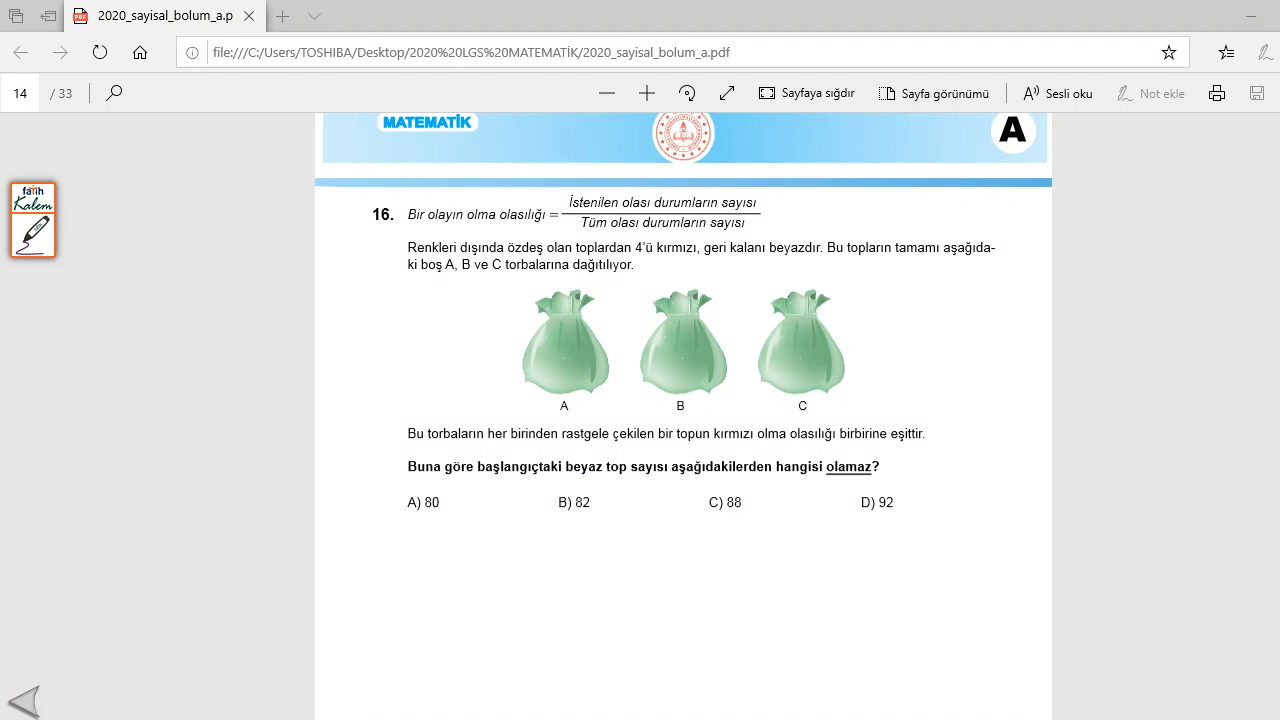 2020_sayisal_bolum_a.p
file:///C:/Users/TOSHIBA/Desktop/2020%20LGS%20MATEMATİK/2020_sayisal_bolum_a.pdf
14 / 33 Sayfaya sığdır Sayfa görünümü Sesli oku Not ekle
MATEMATİK A
fatih
Kalem
16. Bir olayın olma olasılığı = İstenilen olası durumların sayısı
Tüm olası durumların sayısı
Renkleri dışında özdeş olan toplardan 4'ü kırmızı, geri kalanı beyazdır. Bu topların tamamı aşağıda-
ki boş A, B ve C torbalarına dağıtılıyor.
A B C
Bu torbaların her birinden rastgele çekilen bir topun kırmızı olma olasılığı birbirine eşittir.
Buna göre başlangıçtaki beyaz top sayısı aşağıdakilerden hangisi olamaz?
A) 80 B) 82 C) 88 D) 92